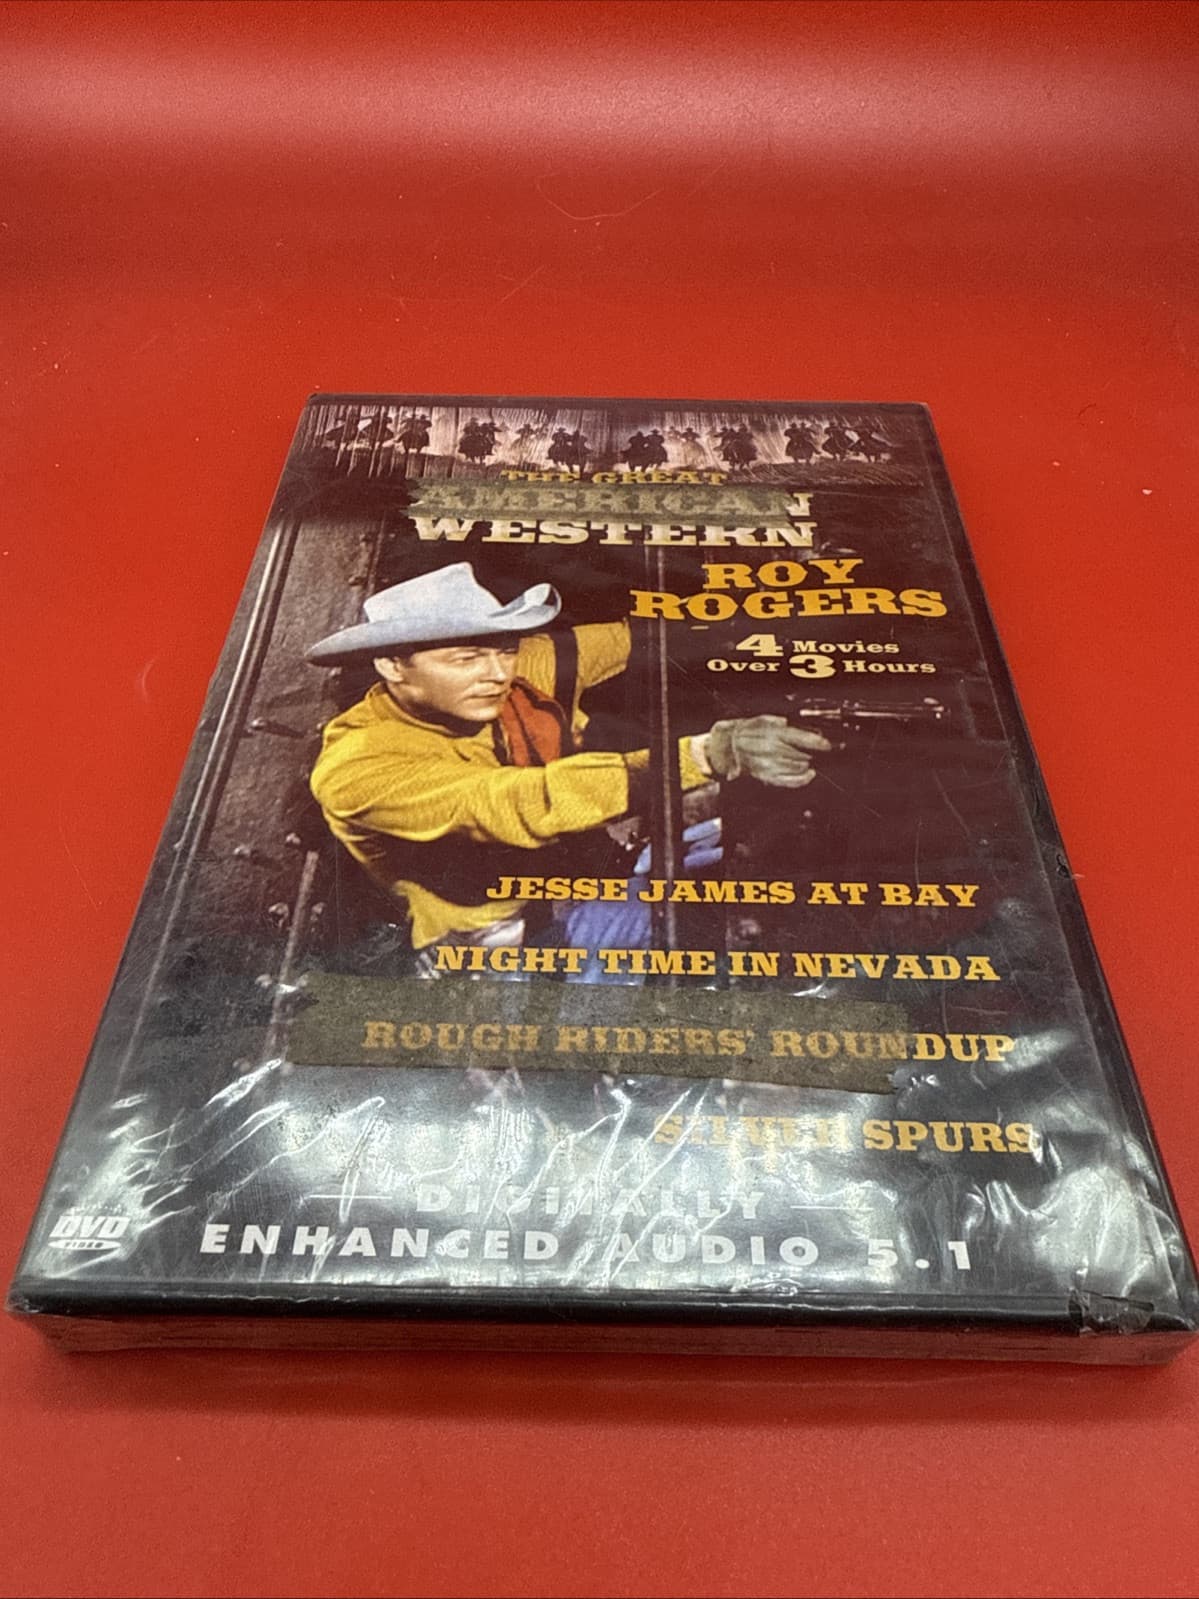 THE GREAT
AMERICAN
WESTERN
ROY
ROGERS
4 Movies
Over 3 Hours
JESSE JAMES AT BAY
NIGHT TIME IN NEVADA
ROUGH RIDERS' ROUNDUP
SILVER SPURS
DIGITALLY
ENHANCED AUDIO 5.1
DVD
VIDEO